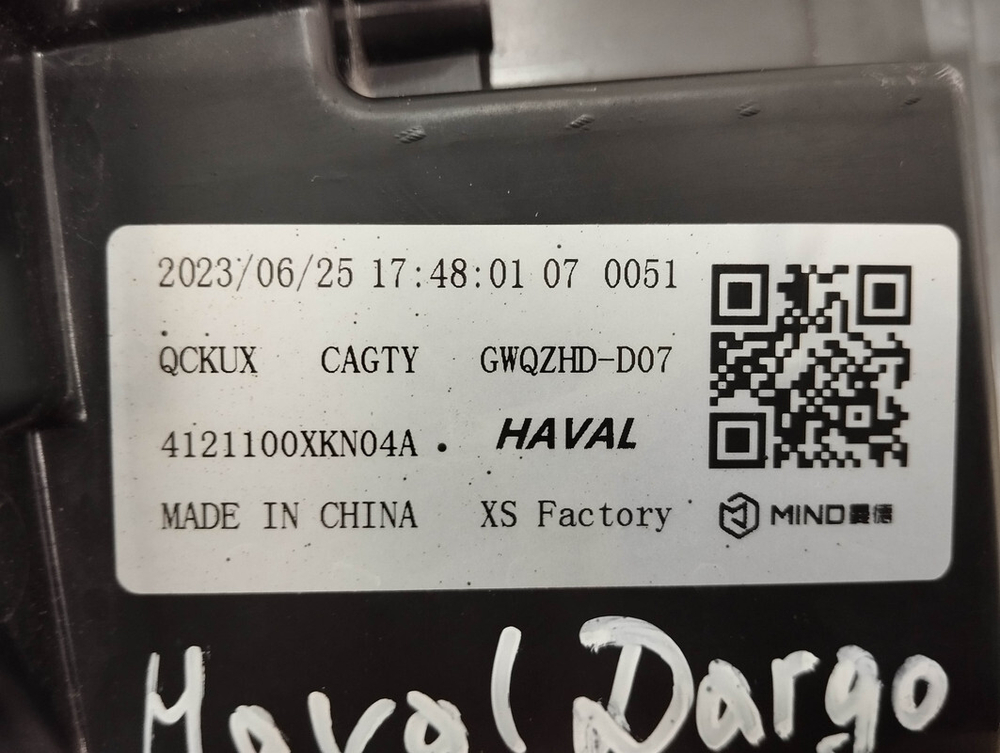 2023/06/25 17:48:01 07 0051
QCKUX CAGTY GWQZHD-D07
4121100XKN04A . HAVAL
MADE IN CHINA XS Factory
MIND曼德
Haval Dargo